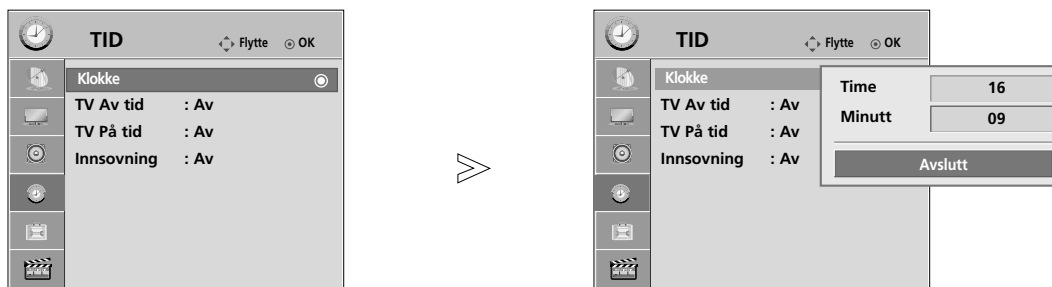 TID Flytte OK
Klokke
TV Av tid : Av
TV På tid : Av
Innsovning : Av
TID Flytte OK
Klokke
TV Av tid : Av
TV På tid : Av
Innsovning : Av
Time 16
Minutt 09
Avslutt